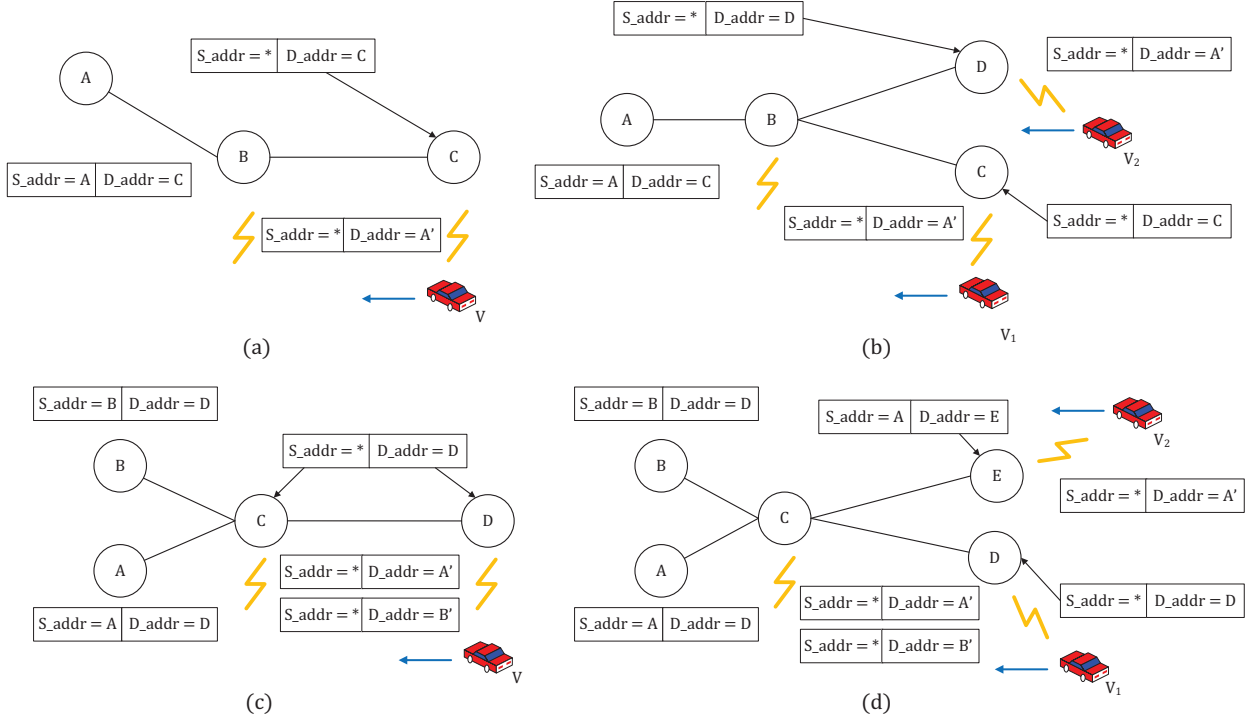 S_addr = * D_addr = C
A
B
C
S_addr = A D_addr = C
S_addr = * D_addr = A'
V
(a)
S_addr = * D_addr = D
S_addr = * D_addr = A'
D
A
B
V2
C
S_addr = A D_addr = C
S_addr = * D_addr = A'
S_addr = * D_addr = C
V1
(b)
S_addr = B D_addr = D
B
S_addr = * D_addr = D
C
D
A
S_addr = * D_addr = A'
S_addr = * D_addr = B'
S_addr = A D_addr = D
V
(c)
S_addr = B D_addr = D
S_addr = A D_addr = E
V2
B
E
S_addr = * D_addr = A'
C
D
A
S_addr = * D_addr = A'
S_addr = * D_addr = D
S_addr = A D_addr = D
S_addr = * D_addr = B'
V1
(d)